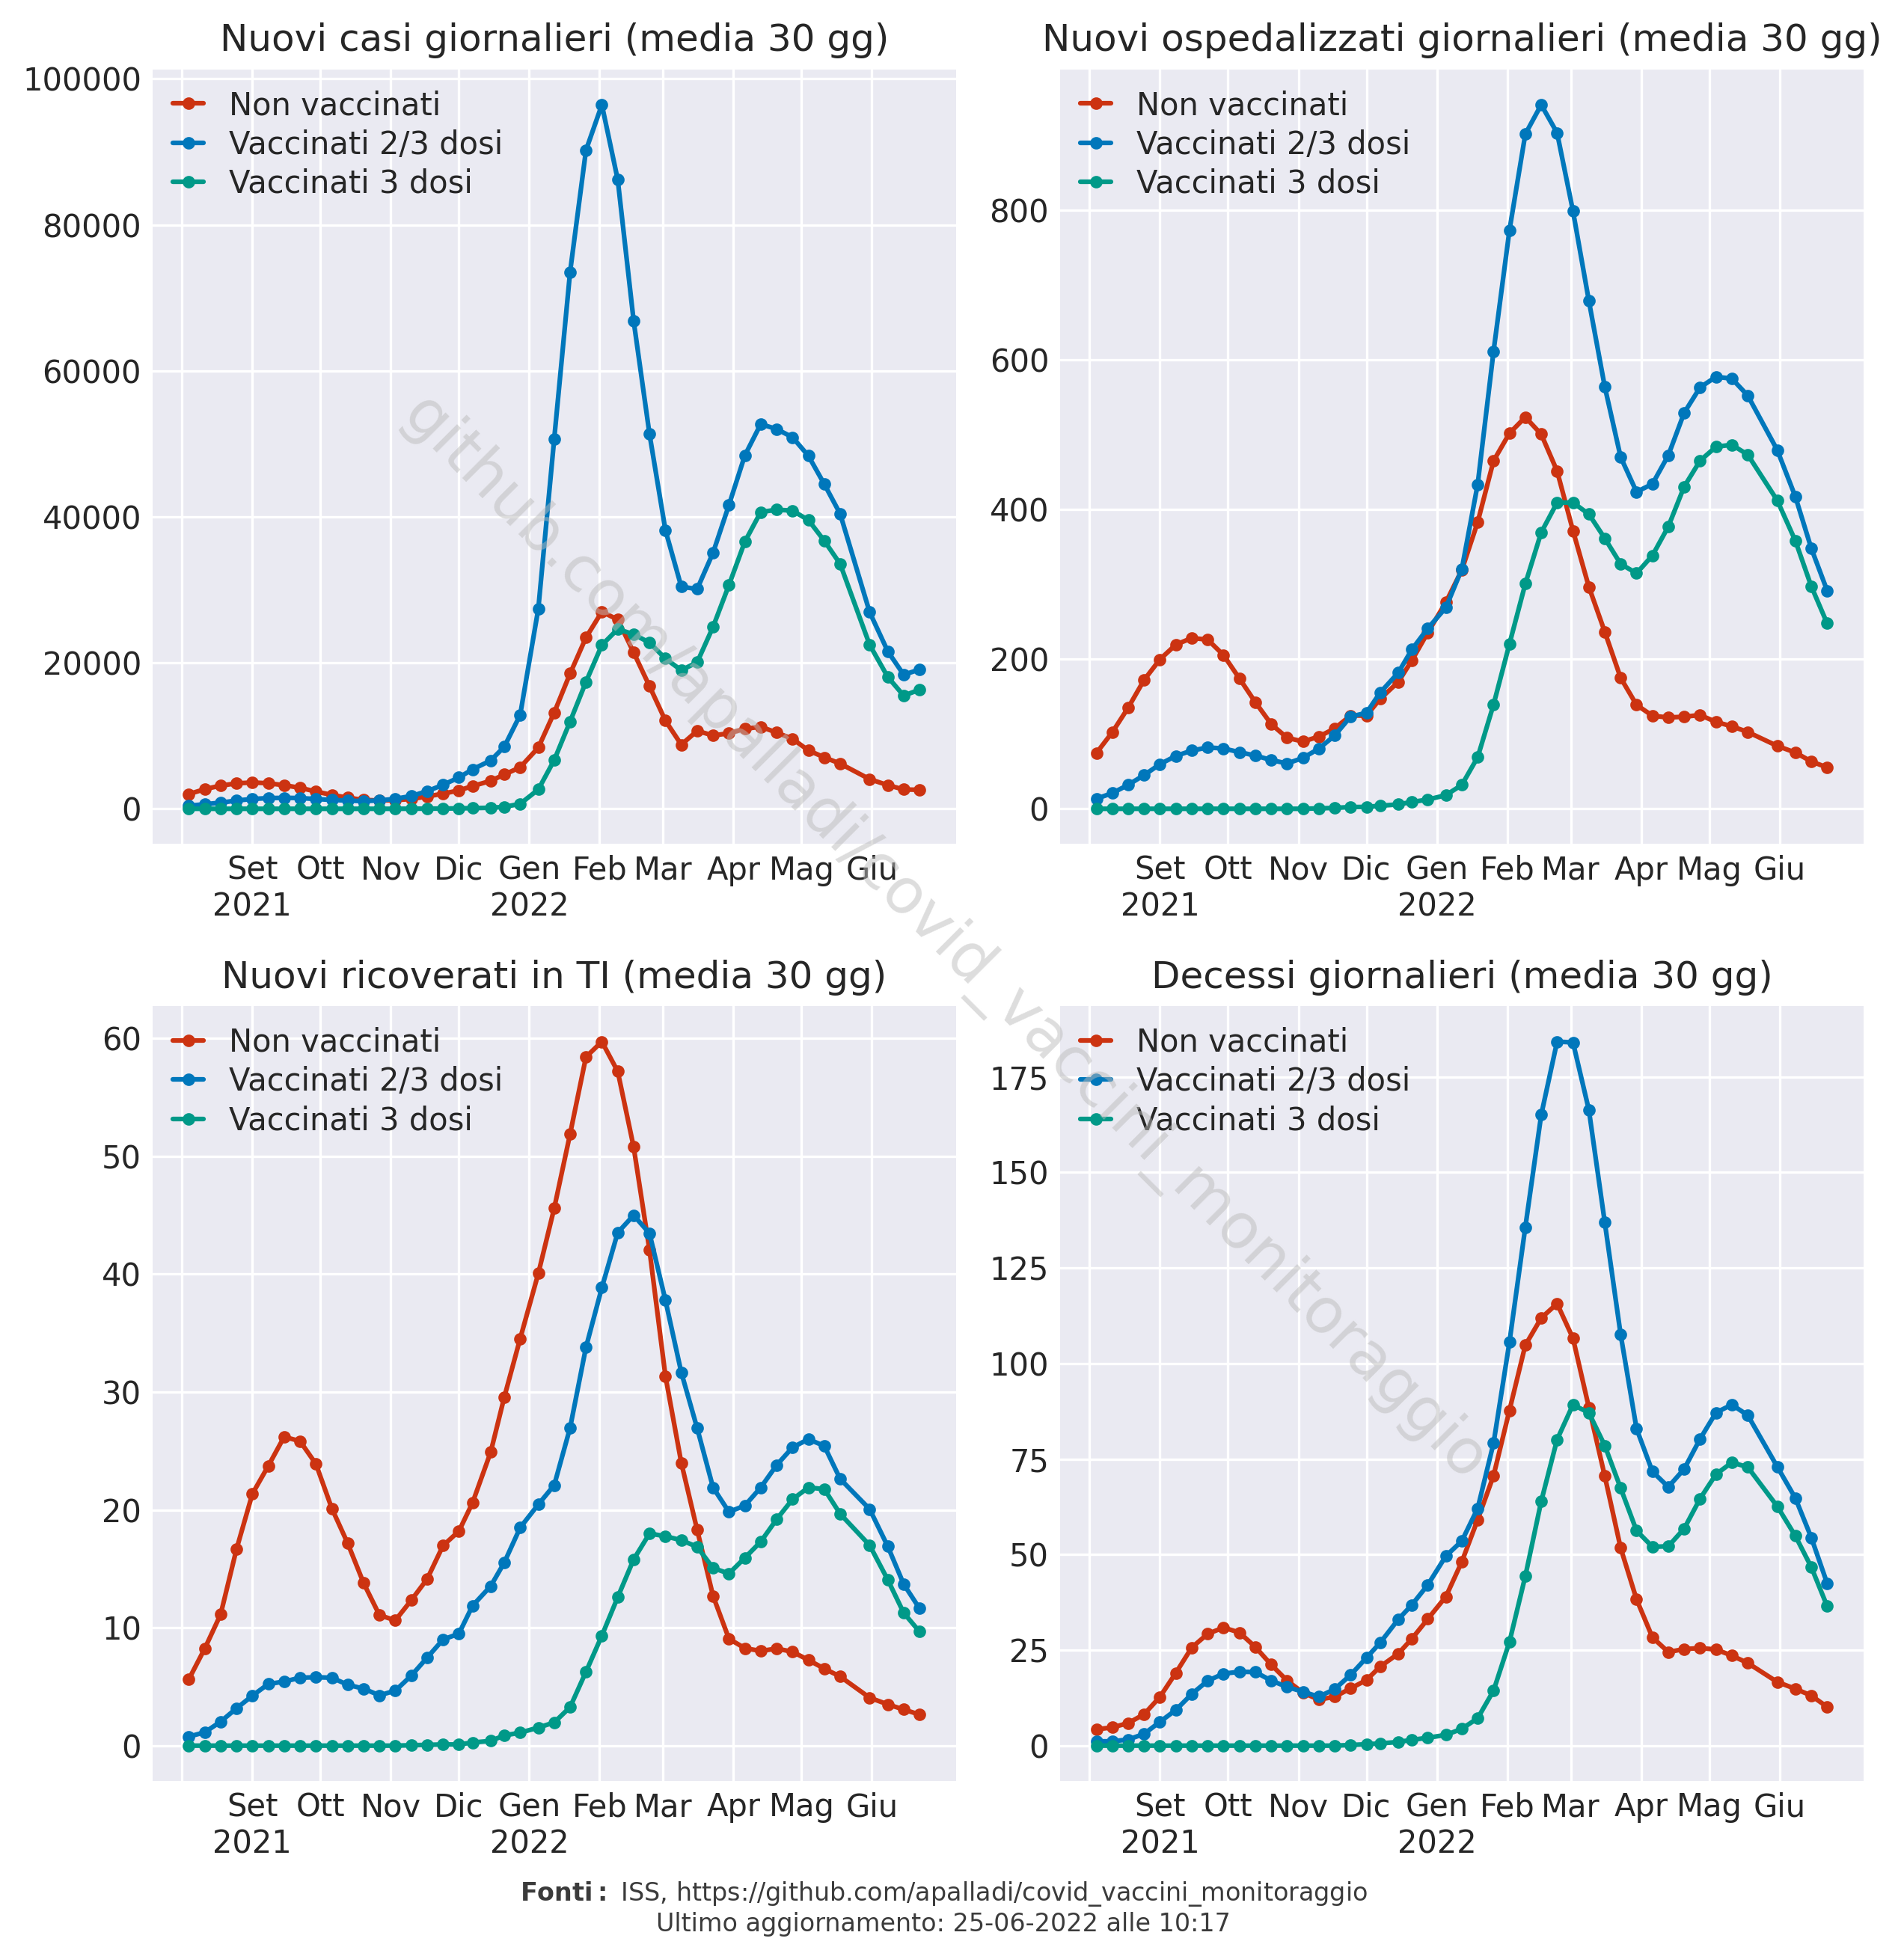 Nuovi casi giornalieri (media 30 gg)
100000
80000
60000
40000
20000
0
Non vaccinati
Vaccinati 2/3 dosi
Vaccinati 3 dosi
Set Ott Nov Dic Gen Feb Mar Apr Mag Giu
2021 2022
Nuovi ospedalizzati giornalieri (media 30 gg)
800
600
400
200
0
Non vaccinati
Vaccinati 2/3 dosi
Vaccinati 3 dosi
Set Ott Nov Dic Gen Feb Mar Apr Mag Giu
2021 2022
github.com/apalladi/covid_vaccini_monitoraggio
Nuovi ricoverati in TI (media 30 gg)
60
50
40
30
20
10
0
Non vaccinati
Vaccinati 2/3 dosi
Vaccinati 3 dosi
Set Ott Nov Dic Gen Feb Mar Apr Mag Giu
2021 2022
Decessi giornalieri (media 30 gg)
175
150
125
100
75
50
25
0
Non vaccinati
Vaccinati 2/3 dosi
Vaccinati 3 dosi
Set Ott Nov Dic Gen Feb Mar Apr Mag Giu
2021 2022
Fonti: ISS, https://github.com/apalladi/covid_vaccini_monitoraggio
Ultimo aggiornamento: 25-06-2022 alle 10:17